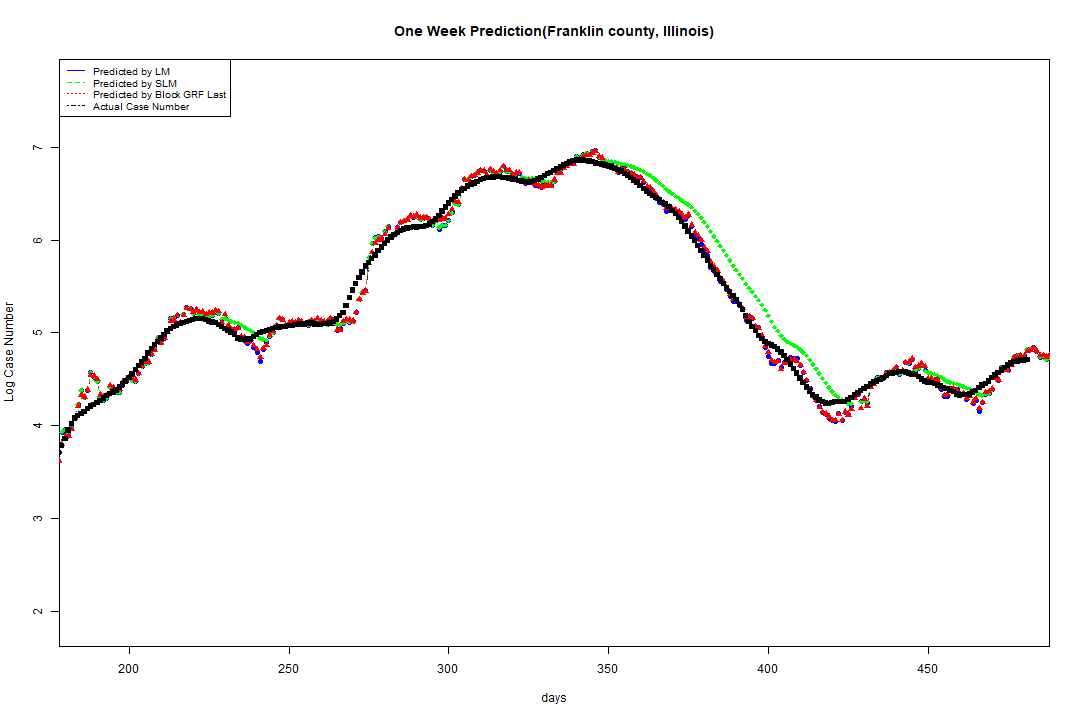 One Week Prediction(Franklin county, Illinois)
Predicted by LM
Predicted by SLM
Predicted by Block GRF Last
Actual Case Number
7
6
5
4
3
2
Log Case Number
200 250 300 350 400 450
days